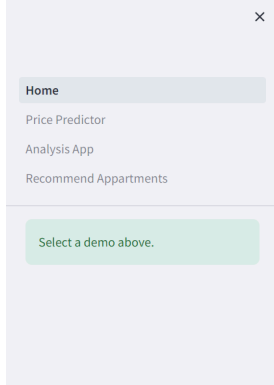 ×
Home
Price Predictor
Analysis App
Recommend Appartments
Select a demo above.